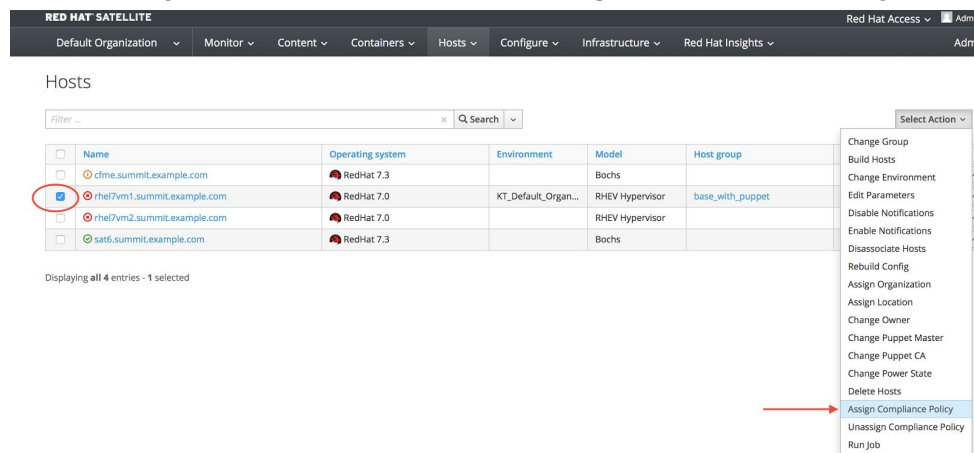 RED HAT SATELLITE
Red Hat Access
Default Organization Monitor Content Containers Hosts Configure Infrastructure Red Hat Insights
Hosts
Filter ... × Search Select Action
Name Operating system Environment Model Host group
cfme.summit.example.com RedHat 7.3 Bochs
rhel7vm1.summit.example.com RedHat 7.0 KT_Default_Organ... RHEV Hypervisor base_with_puppet
rhel7vm2.summit.example.com RedHat 7.0 RHEV Hypervisor
sat6.summit.example.com RedHat 7.3 Bochs
Displaying all 4 entries - 1 selected
Change Group
Build Hosts
Change Environment
Edit Parameters
Disable Notifications
Enable Notifications
Disassociate Hosts
Rebuild Config
Assign Organization
Assign Location
Change Owner
Change Puppet Master
Change Puppet CA
Change Power State
Delete Hosts
Assign Compliance Policy
Unassign Compliance Policy
Run Job